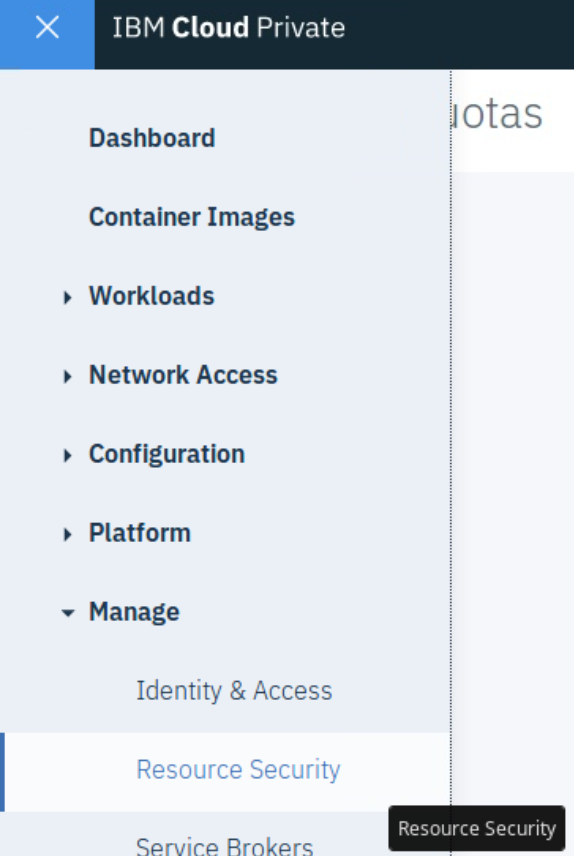 IBM Cloud Private
uotas
Dashboard
Container Images
Workloads
Network Access
Configuration
Platform
Manage
Identity & Access
Resource Security
Resource Security
Service Brokers